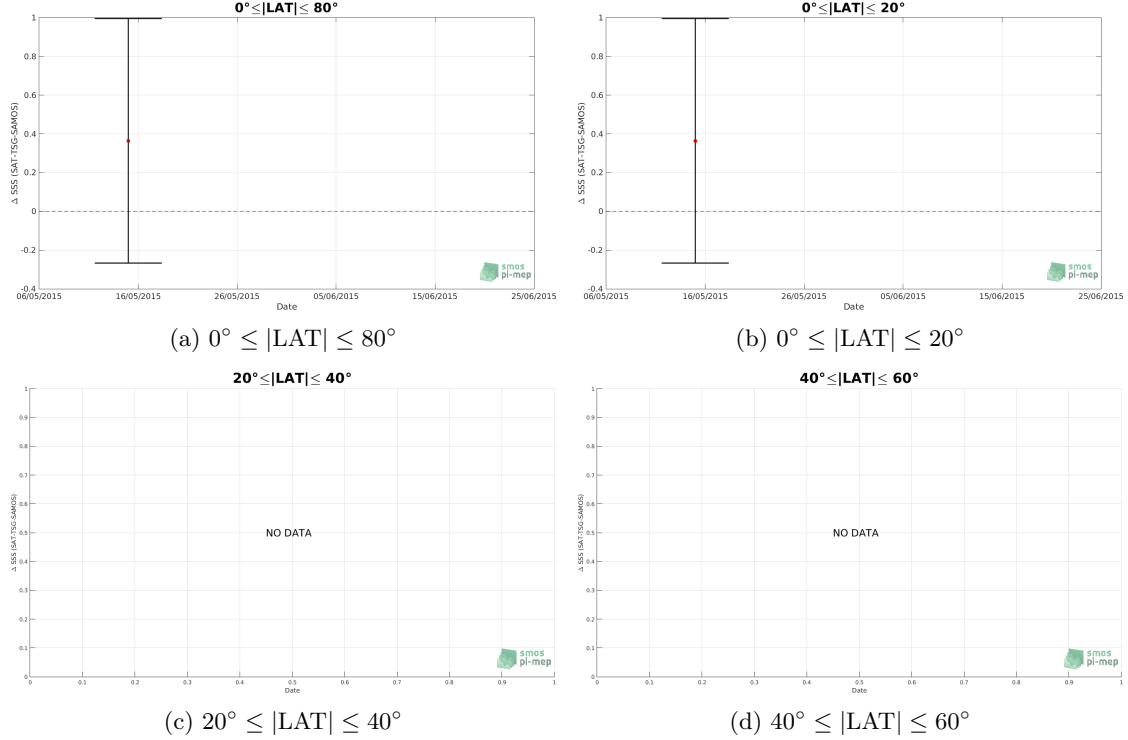 0°≤|LAT|≤ 80°
1
0.8
0.6
0.4
0.2
0
-0.2
-0.4
Δ SSS (SAT-TSG-SAMOS)
06/05/2015 16/05/2015 26/05/2015 05/06/2015 15/06/2015 25/06/2015
Date
smos
pi-mep
(a) 0° ≤ |LAT| ≤ 80°
0°≤|LAT|≤ 20°
1
0.8
0.6
0.4
0.2
0
-0.2
-0.4
Δ SSS (SAT-TSG-SAMOS)
06/05/2015 16/05/2015 26/05/2015 05/06/2015 15/06/2015 25/06/2015
Date
smos
pi-mep
(b) 0° ≤ |LAT| ≤ 20°
20°≤|LAT|≤ 40°
1
0.9
0.8
0.7
0.6
0.5
0.4
0.3
0.2
0.1
0
Δ SSS (SAT-TSG-SAMOS)
NO DATA
0 0.1 0.2 0.3 0.4 0.5 0.6 0.7 0.8 0.9 1
Date
smos
pi-mep
(c) 20° ≤ |LAT| ≤ 40°
40°≤|LAT|≤ 60°
1
0.9
0.8
0.7
0.6
0.5
0.4
0.3
0.2
0.1
0
Δ SSS (SAT-TSG-SAMOS)
NO DATA
0 0.1 0.2 0.3 0.4 0.5 0.6 0.7 0.8 0.9 1
Date
smos
pi-mep
(d) 40° ≤ |LAT| ≤ 60°